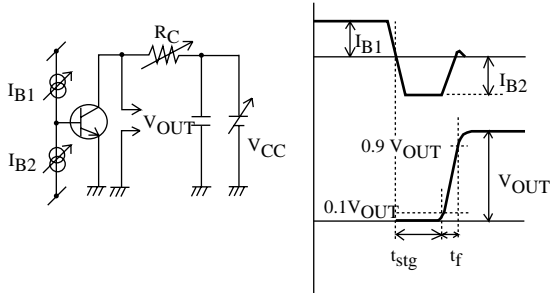 R_C
I_B1
I_B2
V_OUT
V_CC
I_B1
I_B2
0.9 V_OUT
V_OUT
0.1V_OUT
t_stg
t_f